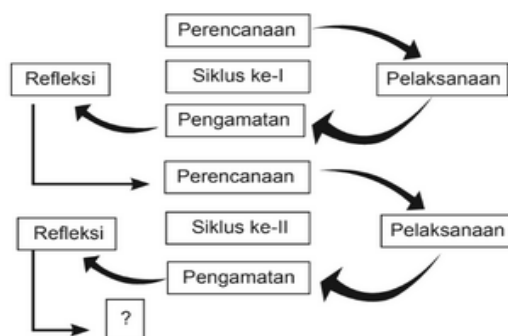 Perencanaan
Refleksi
Siklus ke-I
Pelaksanaan
Pengamatan
Perencanaan
Refleksi
Siklus ke-II
Pelaksanaan
Pengamatan
?